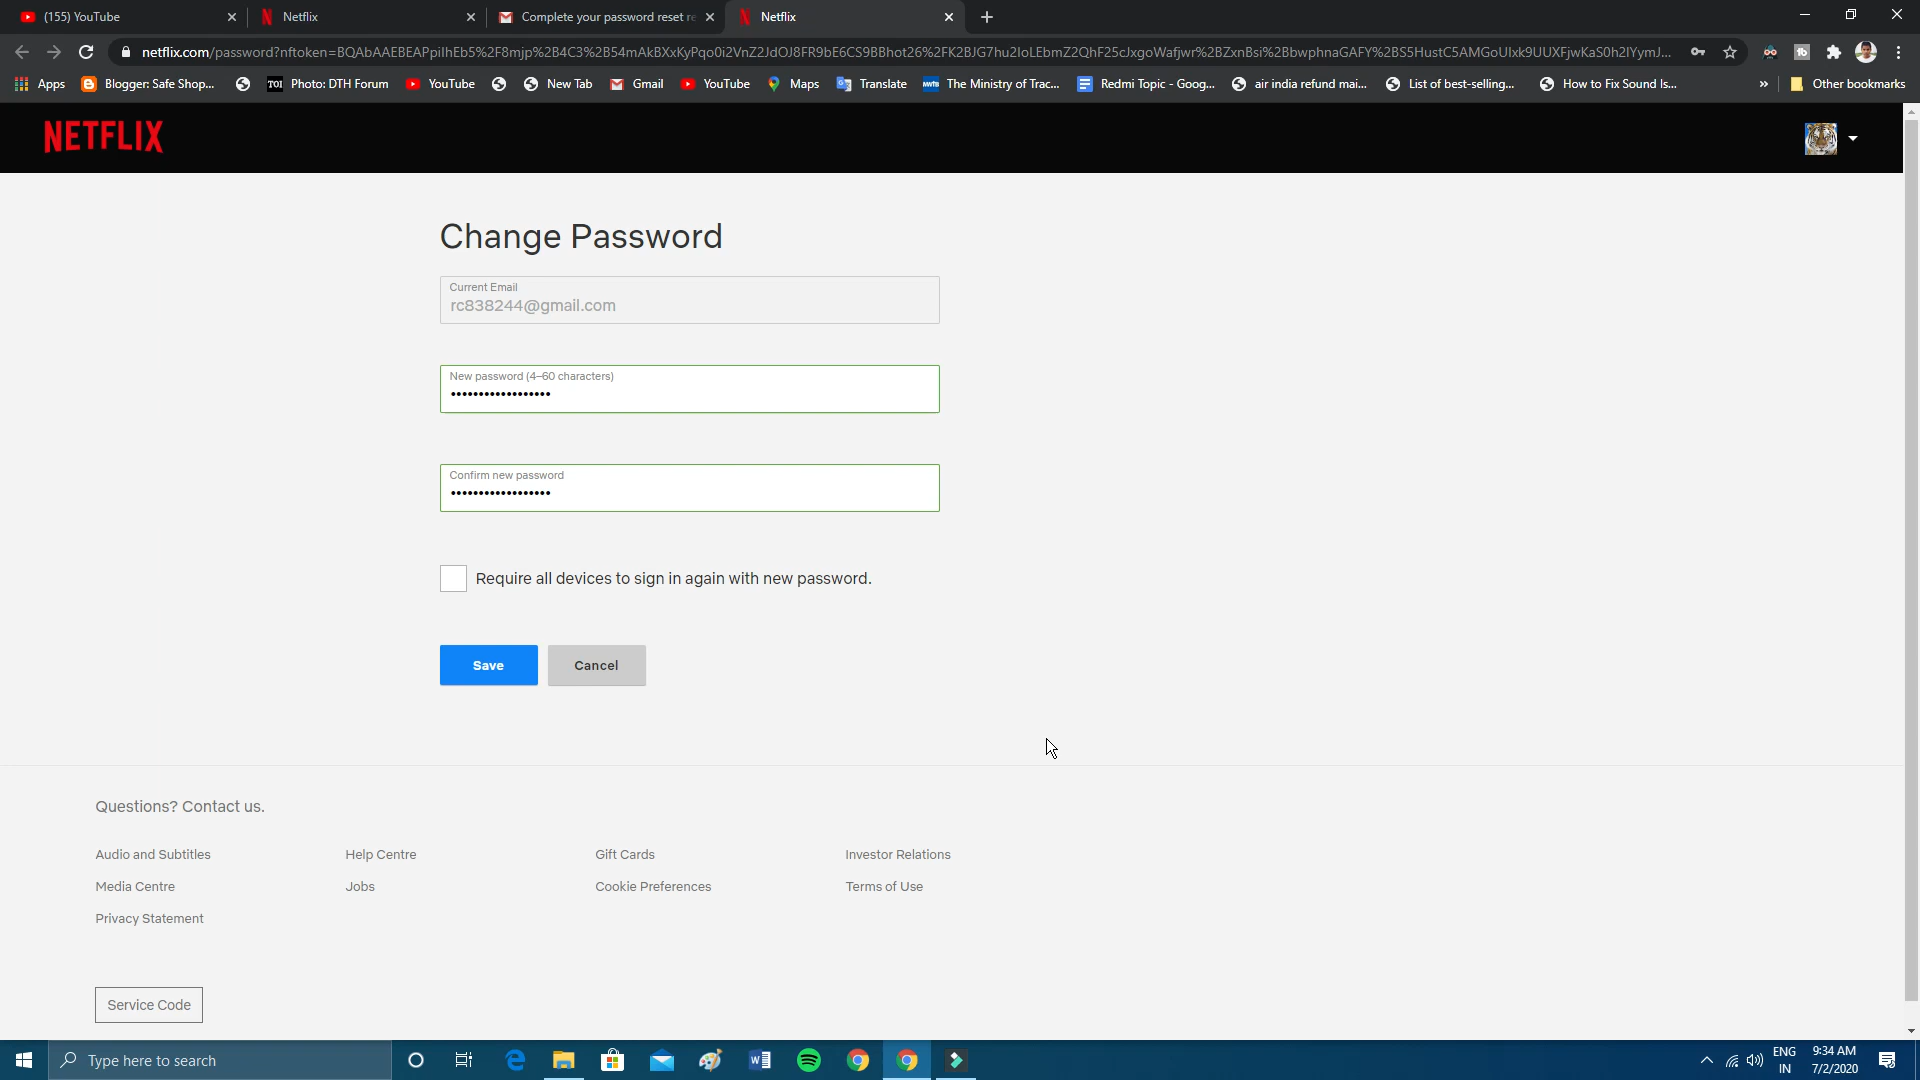 (155) YouTube
Netflix
Complete your password reset re
Netflix
netflix.com/password?nftoken=BQAbAAEBEAPpiIhEb5%2F8mjp%2B4C3%2B54mAkBXxKyPqo0i2VnZ2JdOJ8FR9bE6CS9BBhot26%2FK2BJG7hu2IoLEbmZ2QhF25cJxgoWafjwr%2BZxnBsi%2BbwphnaGAFY%2BS5HustC5AMGoUIxk9UUXFjwKaS0h2IYymJ...
Apps
Blogger: Safe Shop...
TOI Photo: DTH Forum
YouTube
New Tab
Gmail
YouTube
Maps
Translate
The Ministry of Trac...
Redmi Topic - Goog...
air india refund mai...
List of best-selling...
How to Fix Sound Is...
»
Other bookmarks
NETFLIX
Change Password
Current Email
rc838244@gmail.com
New password (4–60 characters)
••••••••••••••••••
Confirm new password
••••••••••••••••••
Require all devices to sign in again with new password.
Save
Cancel
Questions? Contact us.
Audio and Subtitles
Help Centre
Gift Cards
Investor Relations
Media Centre
Jobs
Cookie Preferences
Terms of Use
Privacy Statement
Service Code
Type here to search
ENG
IN
9:34 AM
7/2/2020